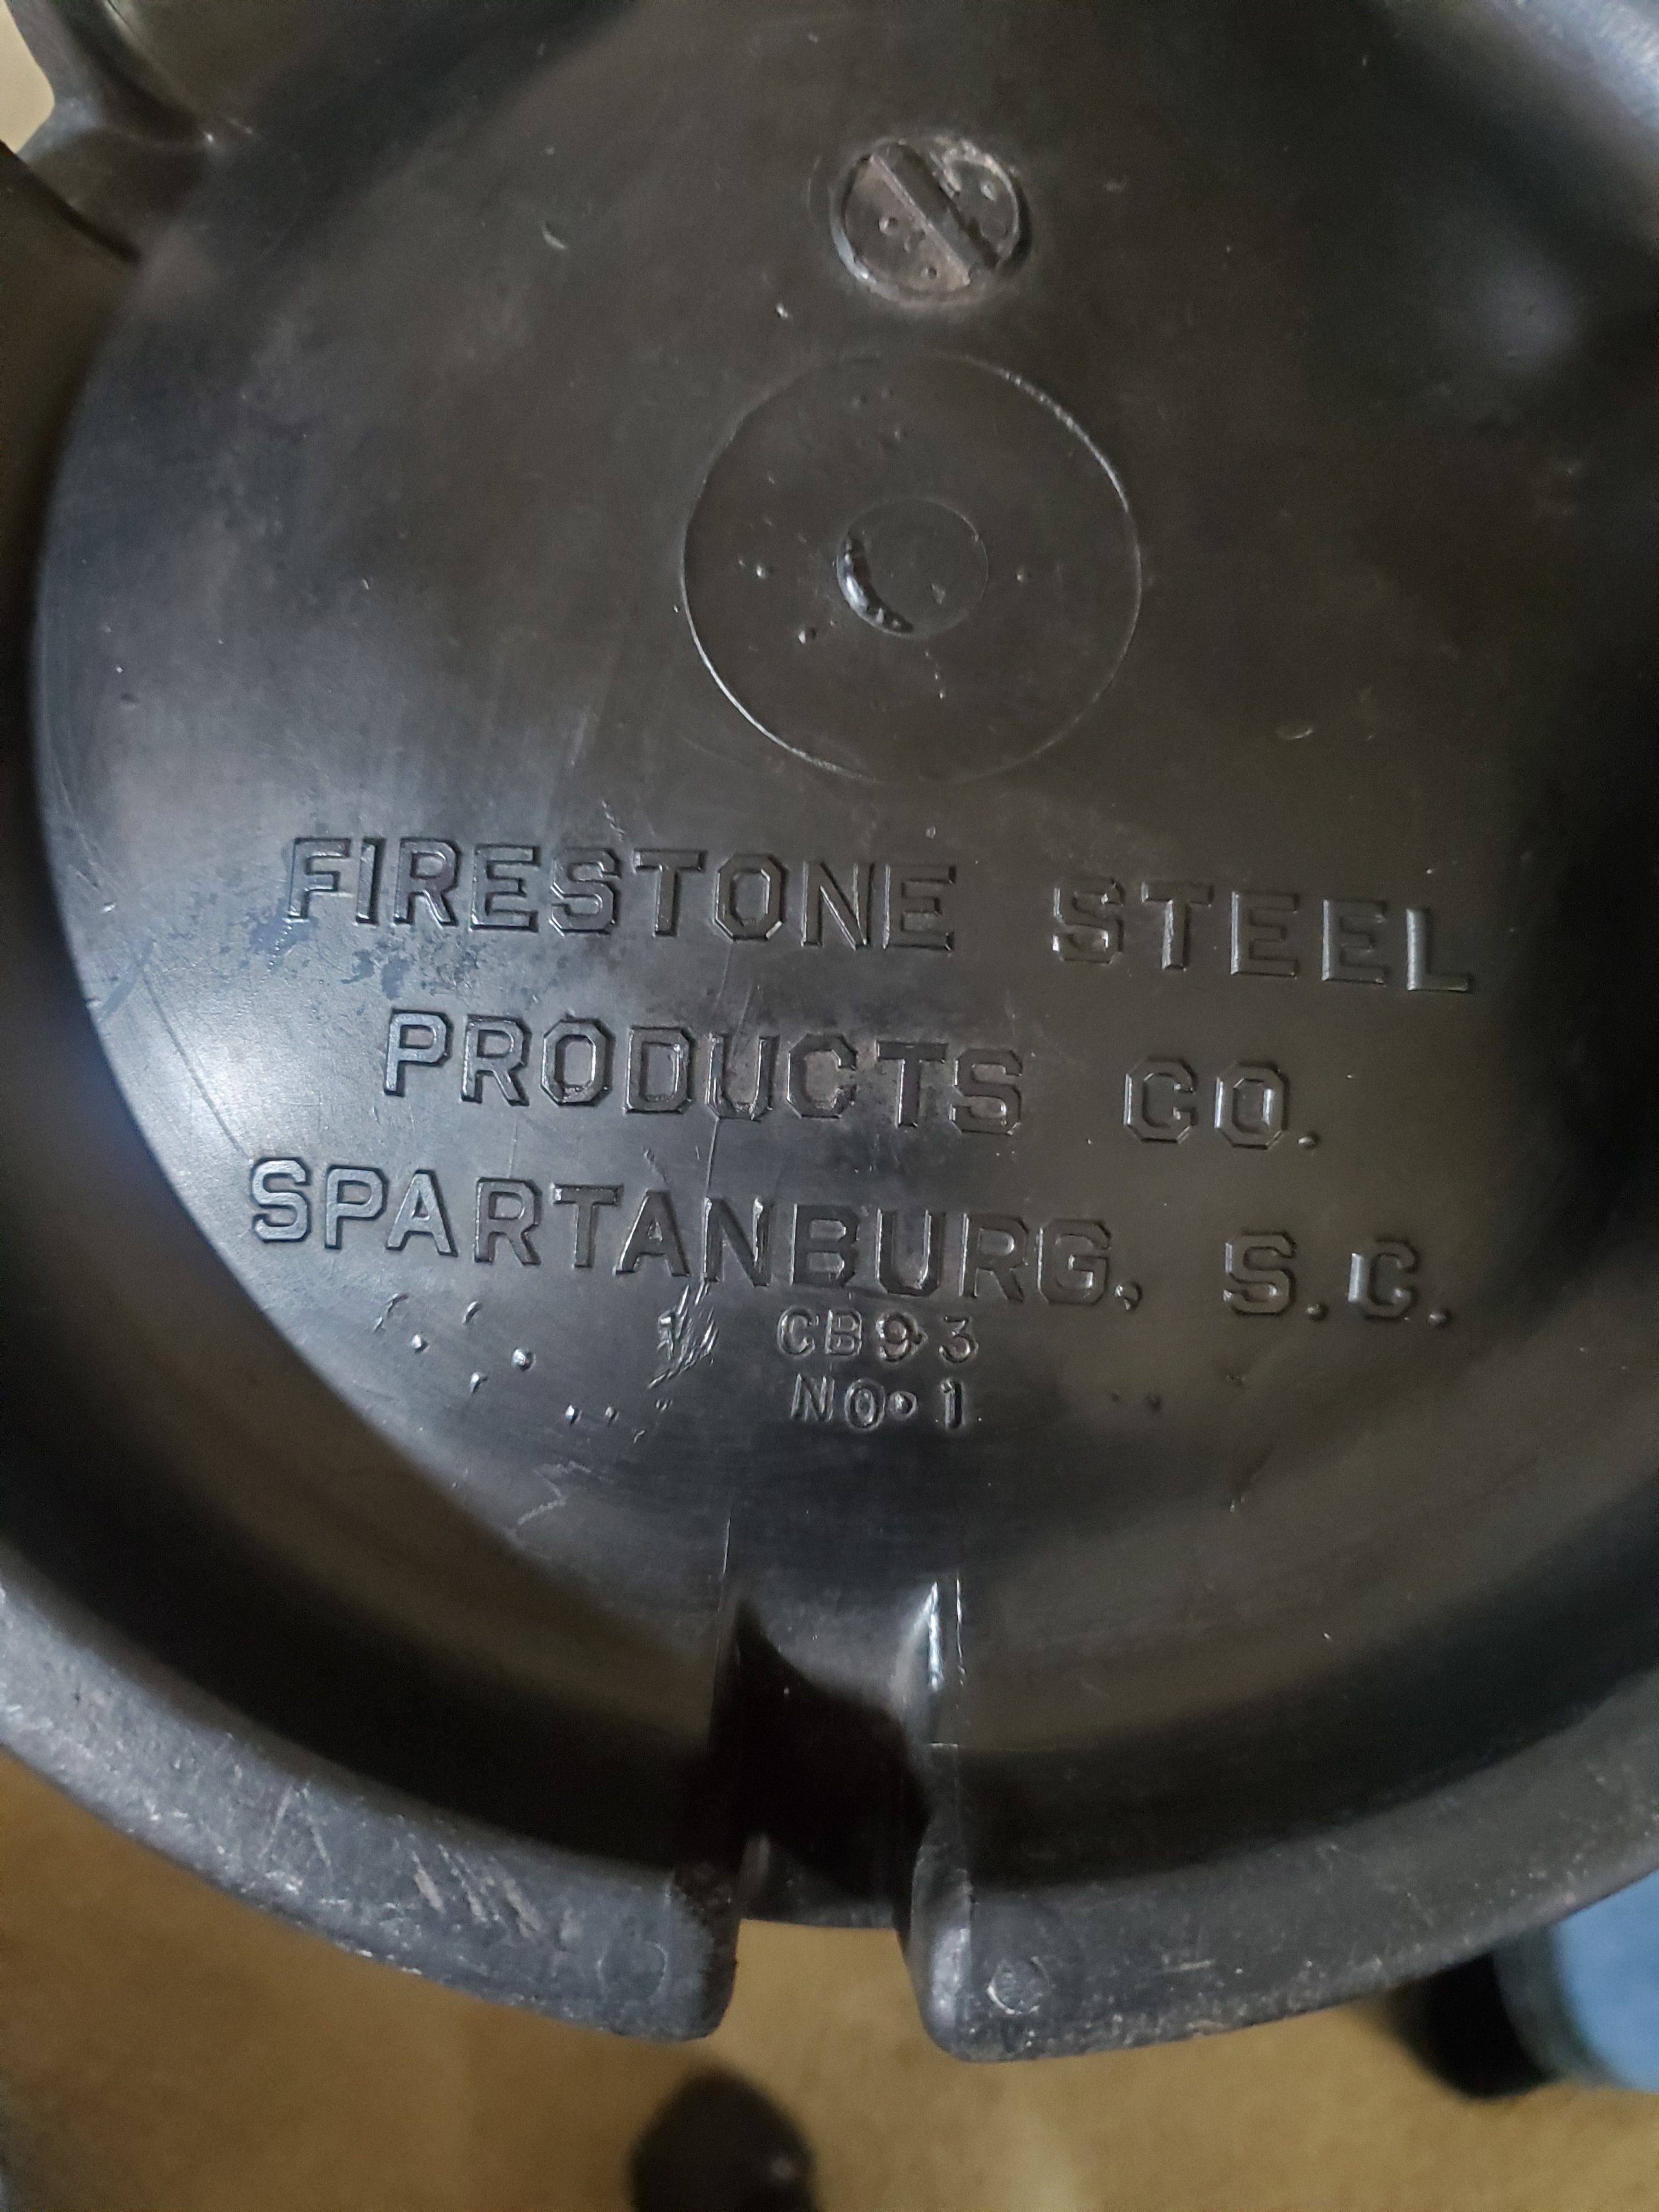 FIRESTONE STEEL
PRODUCTS CO.
SPARTANBURG, S.C.
CB93
NO. 1